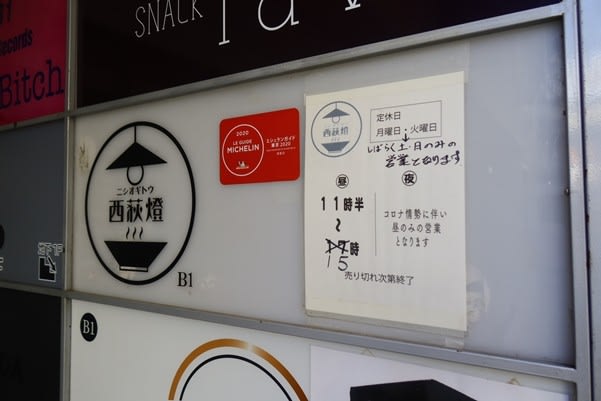 SNACK
Records
Bitch
ニシオギトウ
西荻燈
B1
2020
LE GUIDE
MICHELIN
ミシュランガイド
東京 2020
西荻燈
定休日
月曜日・火曜日
しばらく土・日のみの
営業となります
昼
11時半
〜
15時
売り切れ次第終了
夜
コロナ情勢に伴い
昼のみの営業
となります
B1